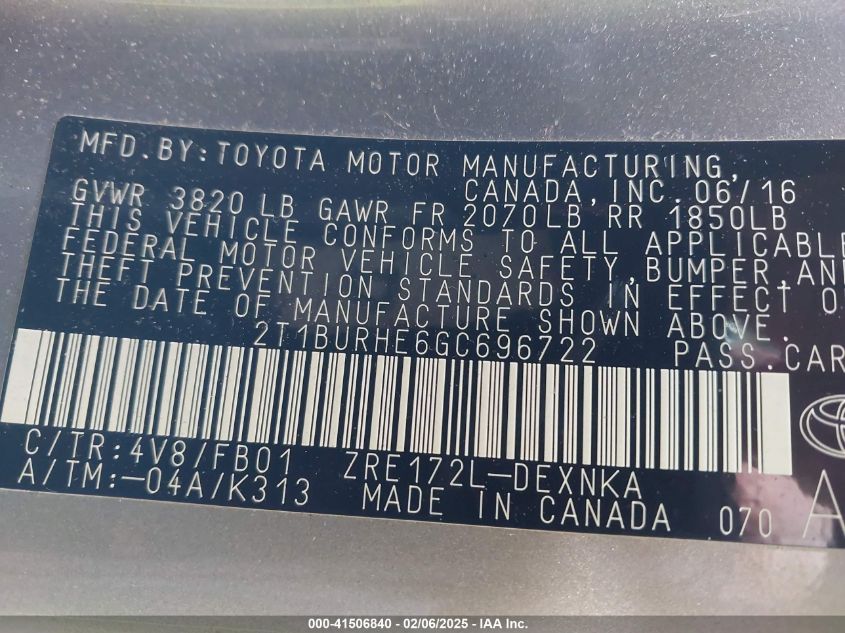 MFD.BY:TOYOTA MOTOR MANUFACTURING,
CANADA,INC.06/16
GVWR 3820 LB GAWR FR 2070LB RR 1850LB
THIS VEHICLE CONFORMS TO ALL APPLICABLE
FEDERAL MOTOR VEHICLE SAFETY,BUMPER,AND
THEFT PREVENTION STANDARDS IN EFFECT O
THE DATE OF MANUFACTURE SHOWN ABOVE.
2T1BURHE6GC696722 PASS.CAR
C/TR:4V8/FB01 ZRE172L-DEXNKA
A/TM:-04A/K313 MADE IN CANADA 070 A
000-41506840 - 02/06/2025 - IAA Inc.